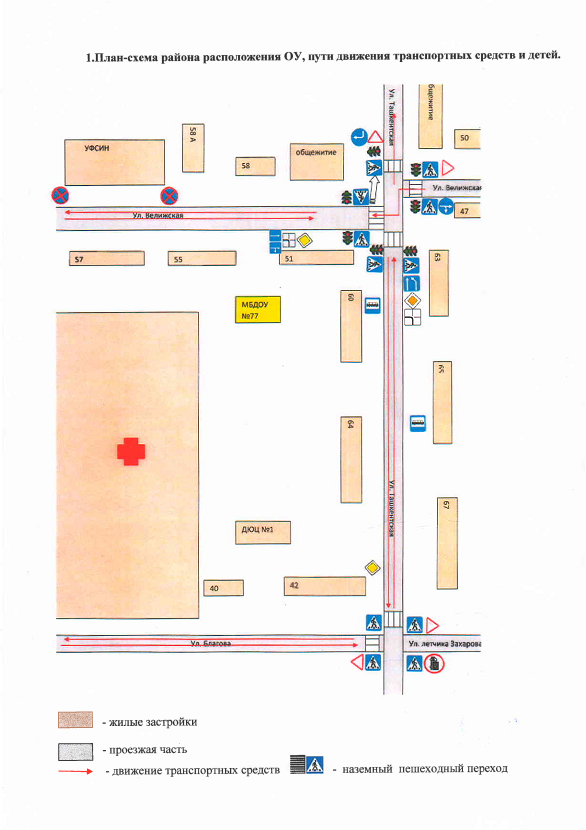 1.План-схема района расположения ОУ, пути движения транспортных средств и детей.
Ул. Ташкентская
бщежитие
58 А
50
УФСИН
общежитие
58
Ул. Велижская
47
Ул. Велижская
57
55
51
63
МБДОУ
№77
60
65
64
67
Ул. Ташкентская
ДЮЦ №1
40
42
Ул. Благова
Ул. летчика Захарова
- жилые застройки
- проезжая часть
- движение транспортных средств
- наземный пешеходный переход